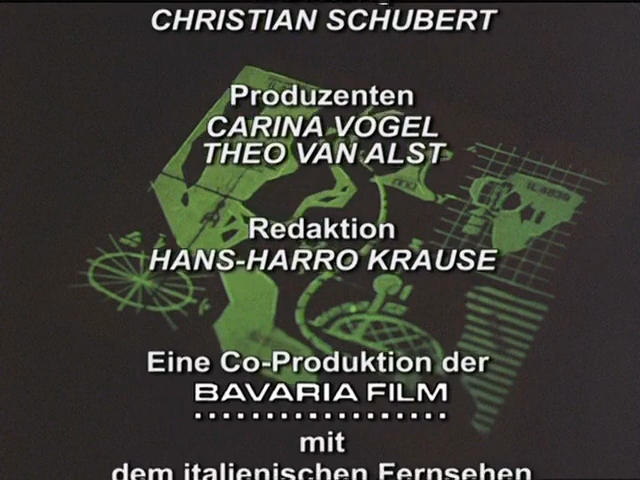 CHRISTIAN SCHUBERT
Produzenten
CARINA VOGEL
THEO VAN ALST
Redaktion
HANS-HARRO KRAUSE
Eine Co-Produktion der
BAVARIA FILM
mit
dem italienischen Fernsehen